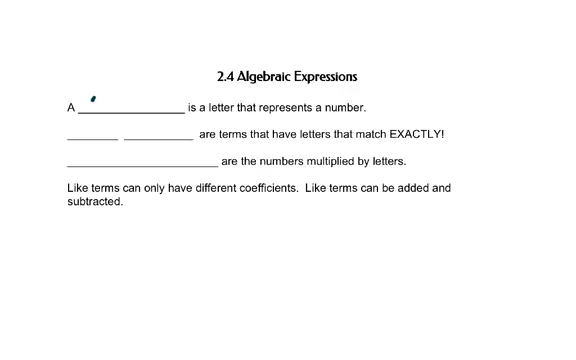 2.4 Algebraic Expressions
A _________________ is a letter that represents a number.
________ ___________ are terms that have letters that match EXACTLY!
________________________ are the numbers multiplied by letters.
Like terms can only have different coefficients. Like terms can be added and
subtracted.